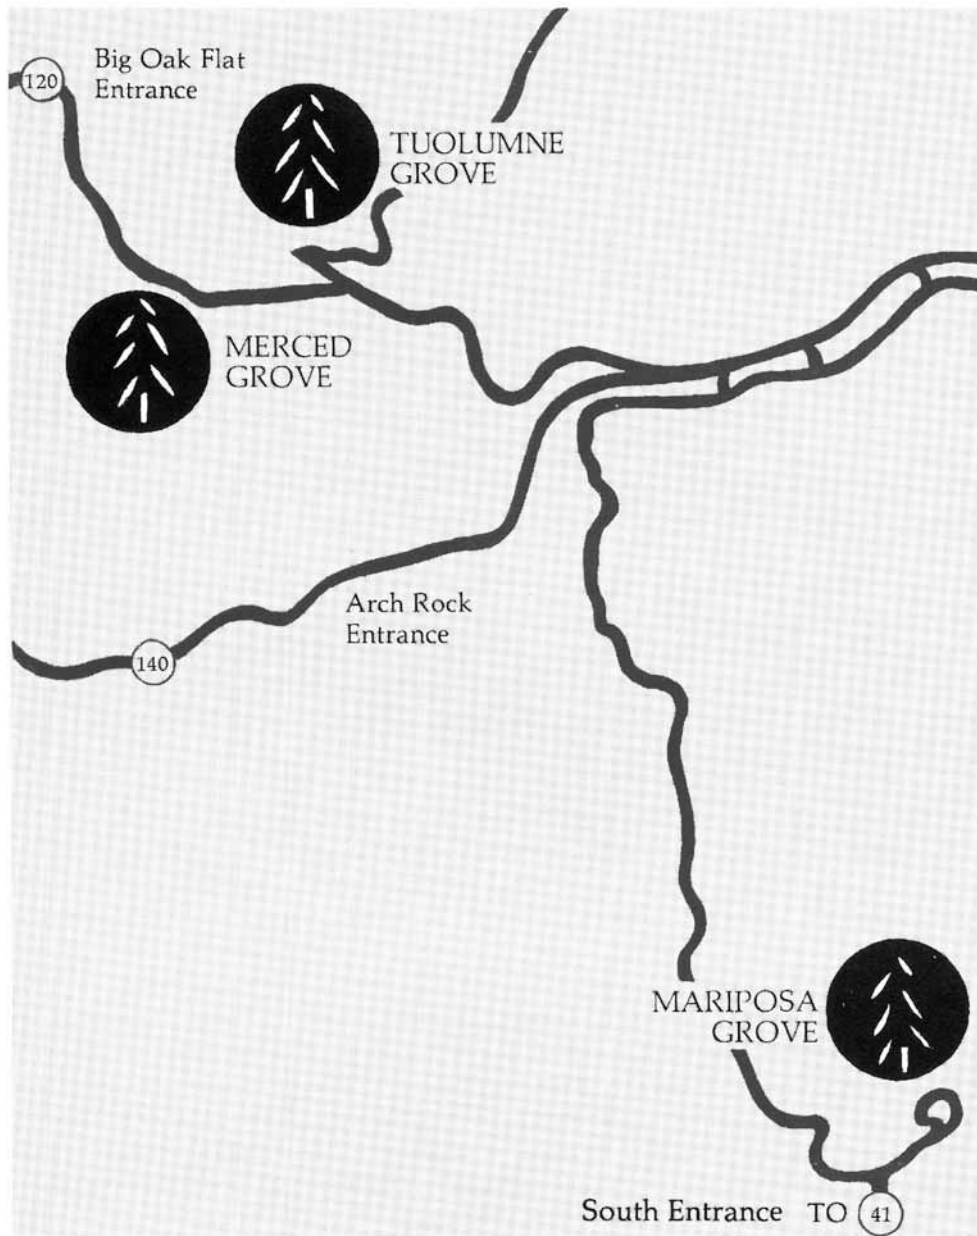 Big Oak Flat
Entrance
120
TUOLUMNE
GROVE
MERCED
GROVE
Arch Rock
Entrance
140
MARIPOSA
GROVE
South Entrance TO 41